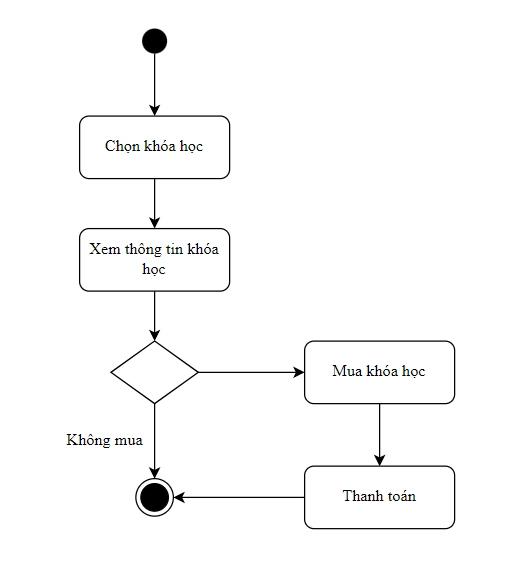 Chọn khóa học
Xem thông tin khóa
học
Mua khóa học
Không mua
Thanh toán